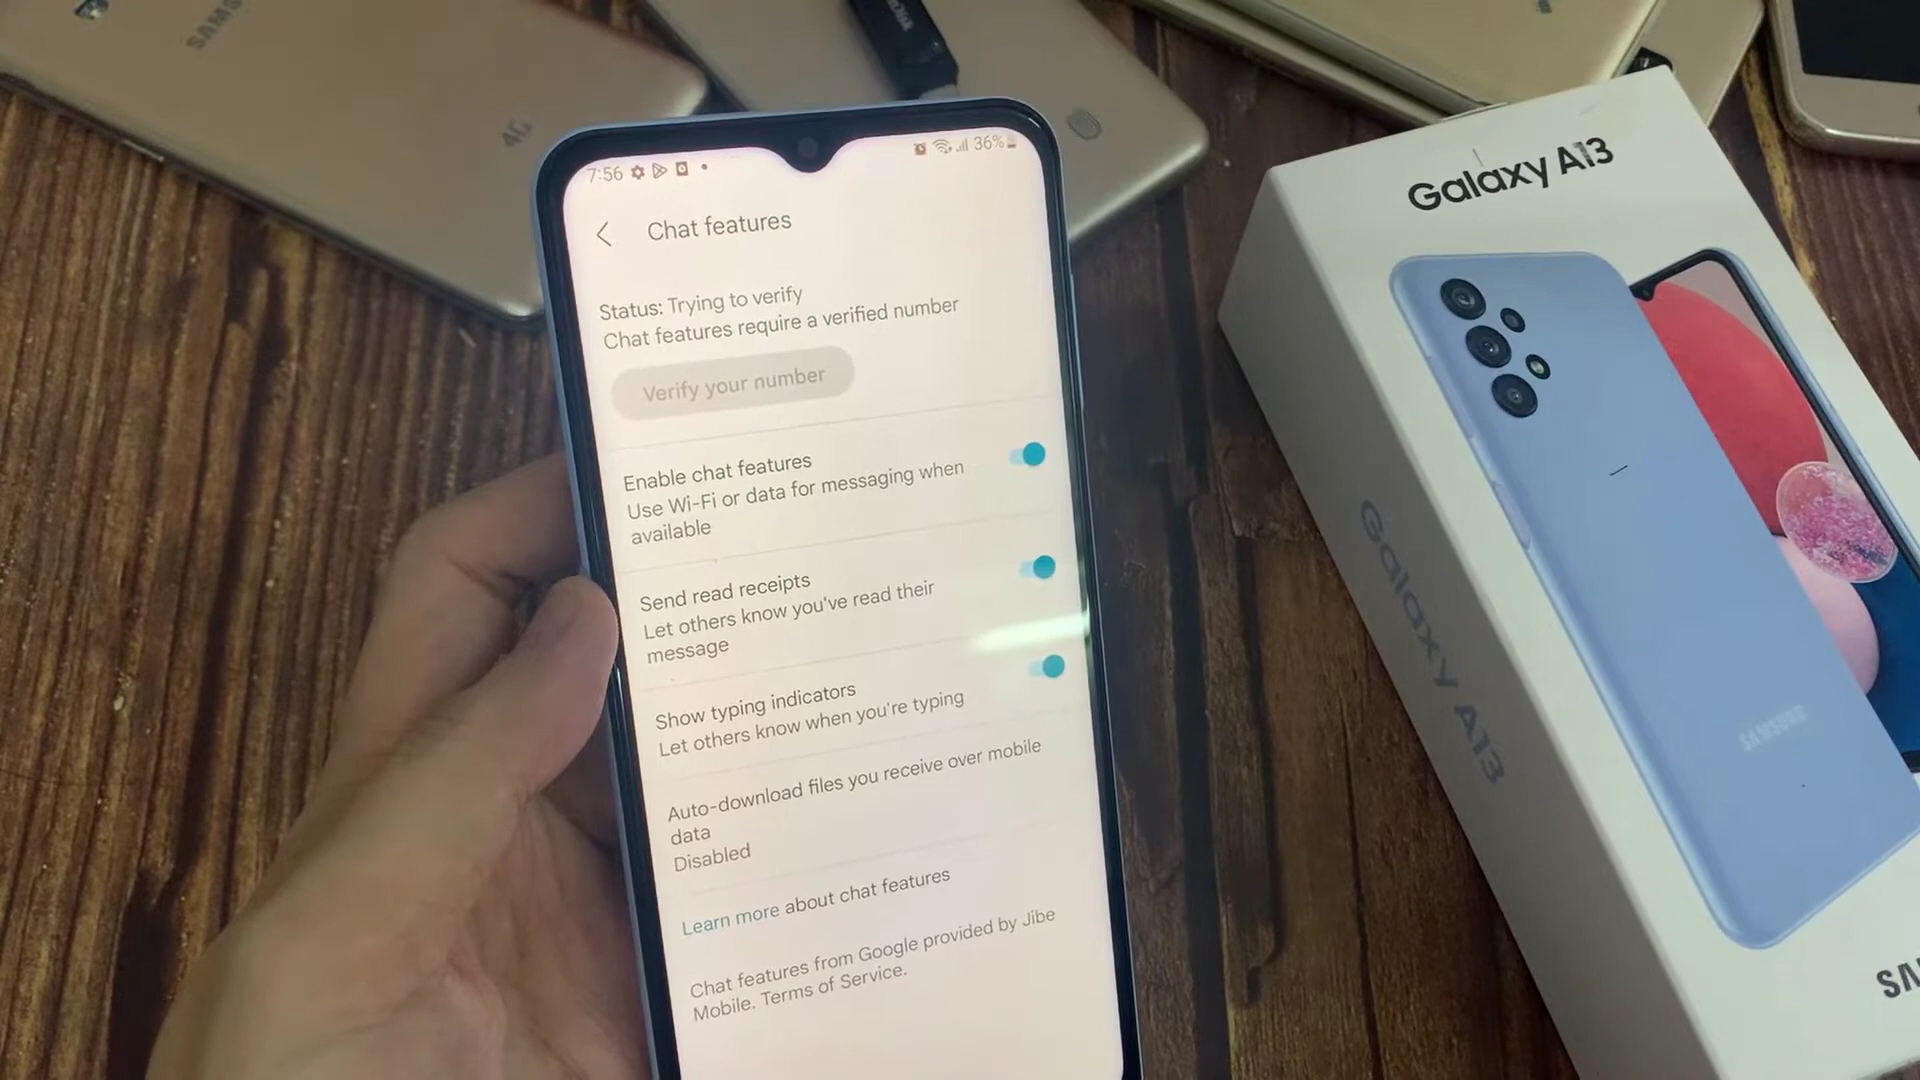 SAMS
4G
nDisk
7:56
36%
Chat features
Status: Trying to verify
Chat features require a verified number
Verify your number
Enable chat features
Use Wi-Fi or data for messaging when
available
Send read receipts
Let others know you've read their
message
Show typing indicators
Let others know when you're typing
Auto-download files you receive over mobile
data
Disabled
Learn more about chat features
Chat features from Google provided by Jibe
Mobile. Terms of Service.
Galaxy A13
Galaxy A13
SAMSUNG
SA